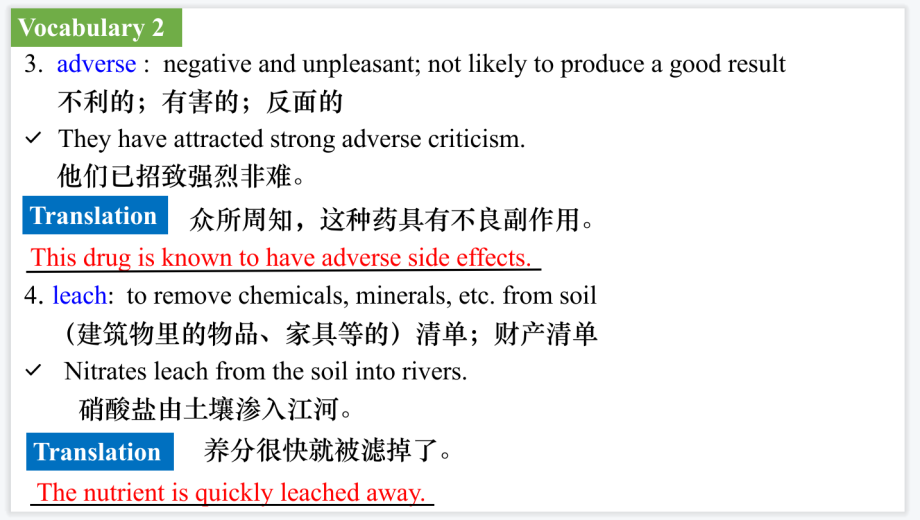 Vocabulary 2
3. adverse : negative and unpleasant; not likely to produce a good result
不利的；有害的；反面的
✓ They have attracted strong adverse criticism.
他们已招致强烈非难。
Translation 众所周知，这种药具有不良副作用。
This drug is known to have adverse side effects.
4. leach: to remove chemicals, minerals, etc. from soil
（建筑物里的物品、家具等的）清单；财产清单
✓ Nitrates leach from the soil into rivers.
硝酸盐由土壤渗入江河。
Translation 养分很快就被滤掉了。
The nutrient is quickly leached away.